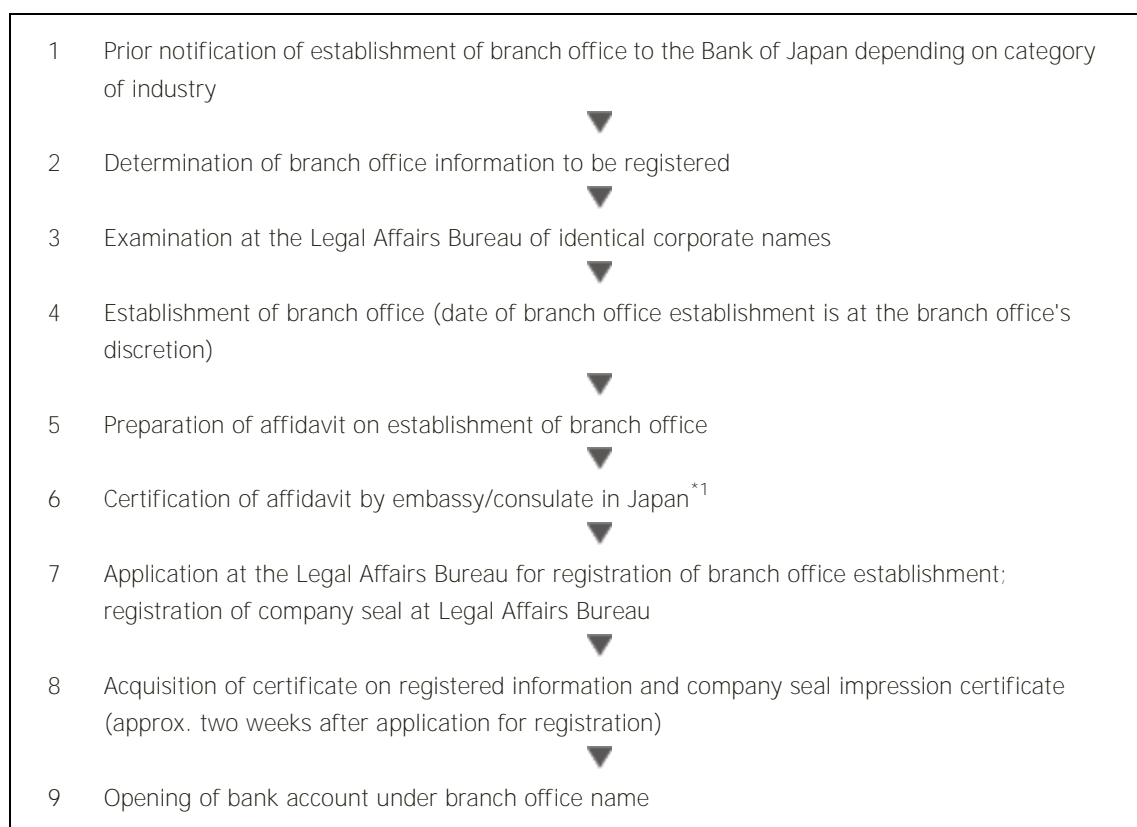 1 Prior notification of establishment of branch office to the Bank of Japan depending on category
of industry
2 Determination of branch office information to be registered
3 Examination at the Legal Affairs Bureau of identical corporate names
4 Establishment of branch office (date of branch office establishment is at the branch office's
discretion)
5 Preparation of affidavit on establishment of branch office
6 Certification of affidavit by embassy/consulate in Japan*1
7 Application at the Legal Affairs Bureau for registration of branch office establishment;
registration of company seal at Legal Affairs Bureau
8 Acquisition of certificate on registered information and company seal impression certificate
(approx. two weeks after application for registration)
9 Opening of bank account under branch office name